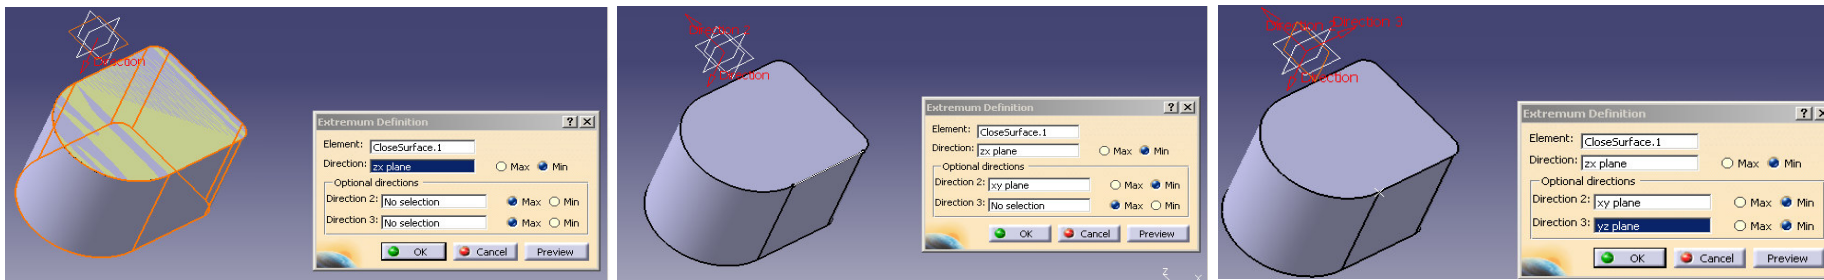 Direction
Extremum Definition
Element: CloseSurface.1
Direction: zx plane Max Min
Optional directions
Direction 2: No selection Max Min
Direction 3: No selection Max Min
OK Cancel Preview
Direction
Extremum Definition
Element: CloseSurface.1
Direction: zx plane Max Min
Optional directions
Direction 2: xy plane Max Min
Direction 3: No selection Max Min
OK Cancel Preview
z
x
Direction
Extremum Definition
Element: CloseSurface.1
Direction: zx plane Max Min
Optional directions
Direction 2: xy plane Max Min
Direction 3: yz plane Max Min
OK Cancel Preview